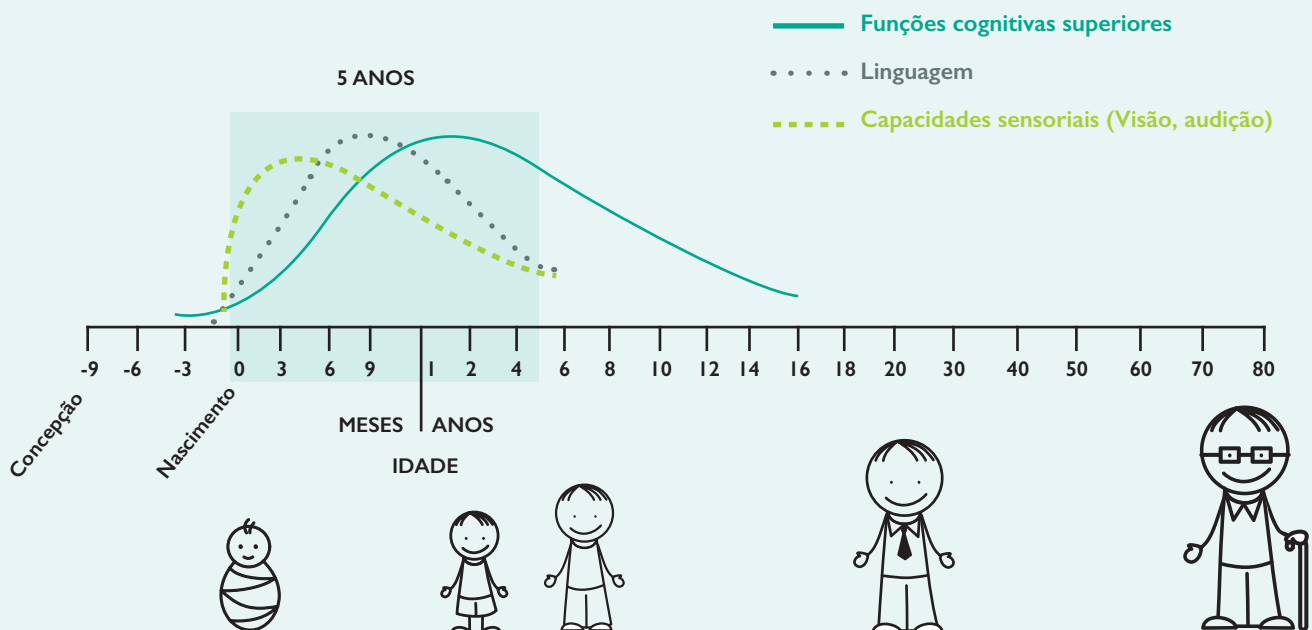 Funções cognitivas superiores
Linguagem
Capacidades sensoriais (Visão, audição)
5 ANOS
-9 -6 -3 0 3 6 9 1 2 4 6 8 10 12 14 16 18 20 30 40 50 60 70 80
Concepção
Nascimento
MESES ANOS
IDADE